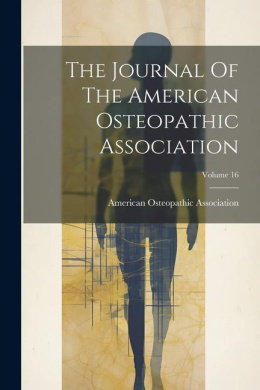 The Journal Of
The American
Osteopathic
Association
Volume 16
American Osteopathic Association